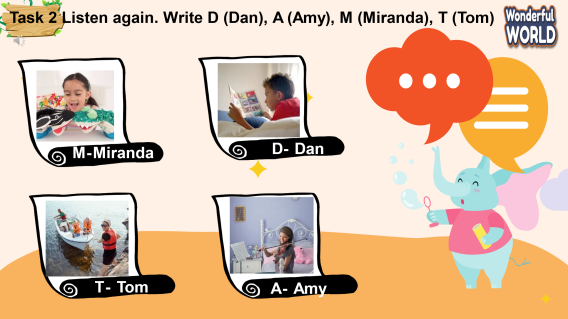 Task 2 Listen again. Write D (Dan), A (Amy), M (Miranda), T (Tom)
Wonderful
WORLD
M-Miranda
D- Dan
T- Tom
A- Amy